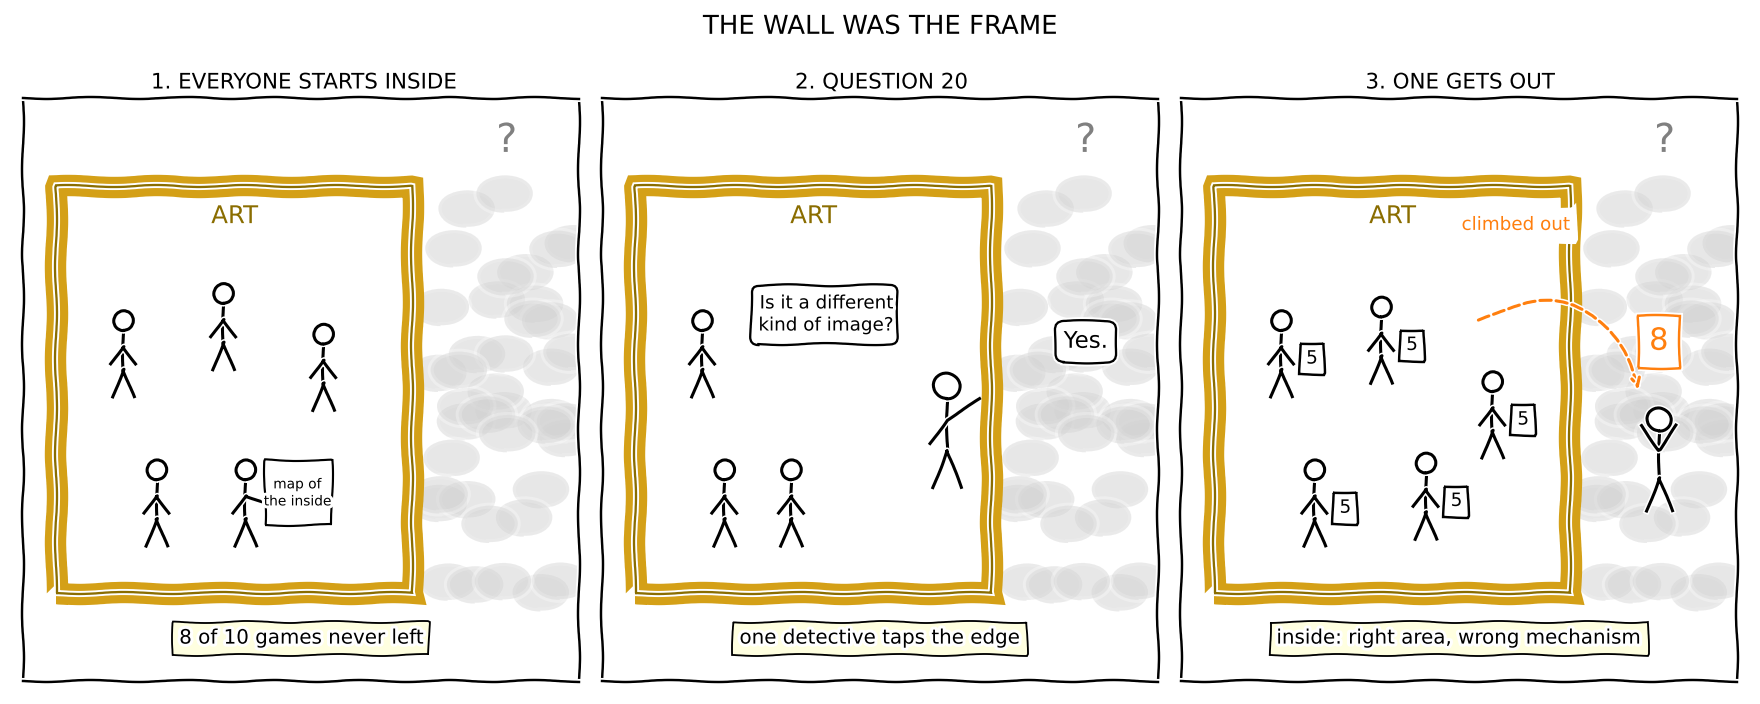 THE WALL WAS THE FRAME
1. EVERYONE STARTS INSIDE
?
ART
map of
the inside
8 of 10 games never left
2. QUESTION 20
?
ART
Is it a different
kind of image?
Yes.
one detective taps the edge
3. ONE GETS OUT
?
ART
climbed out
5
5
8
5
5
5
inside: right area, wrong mechanism